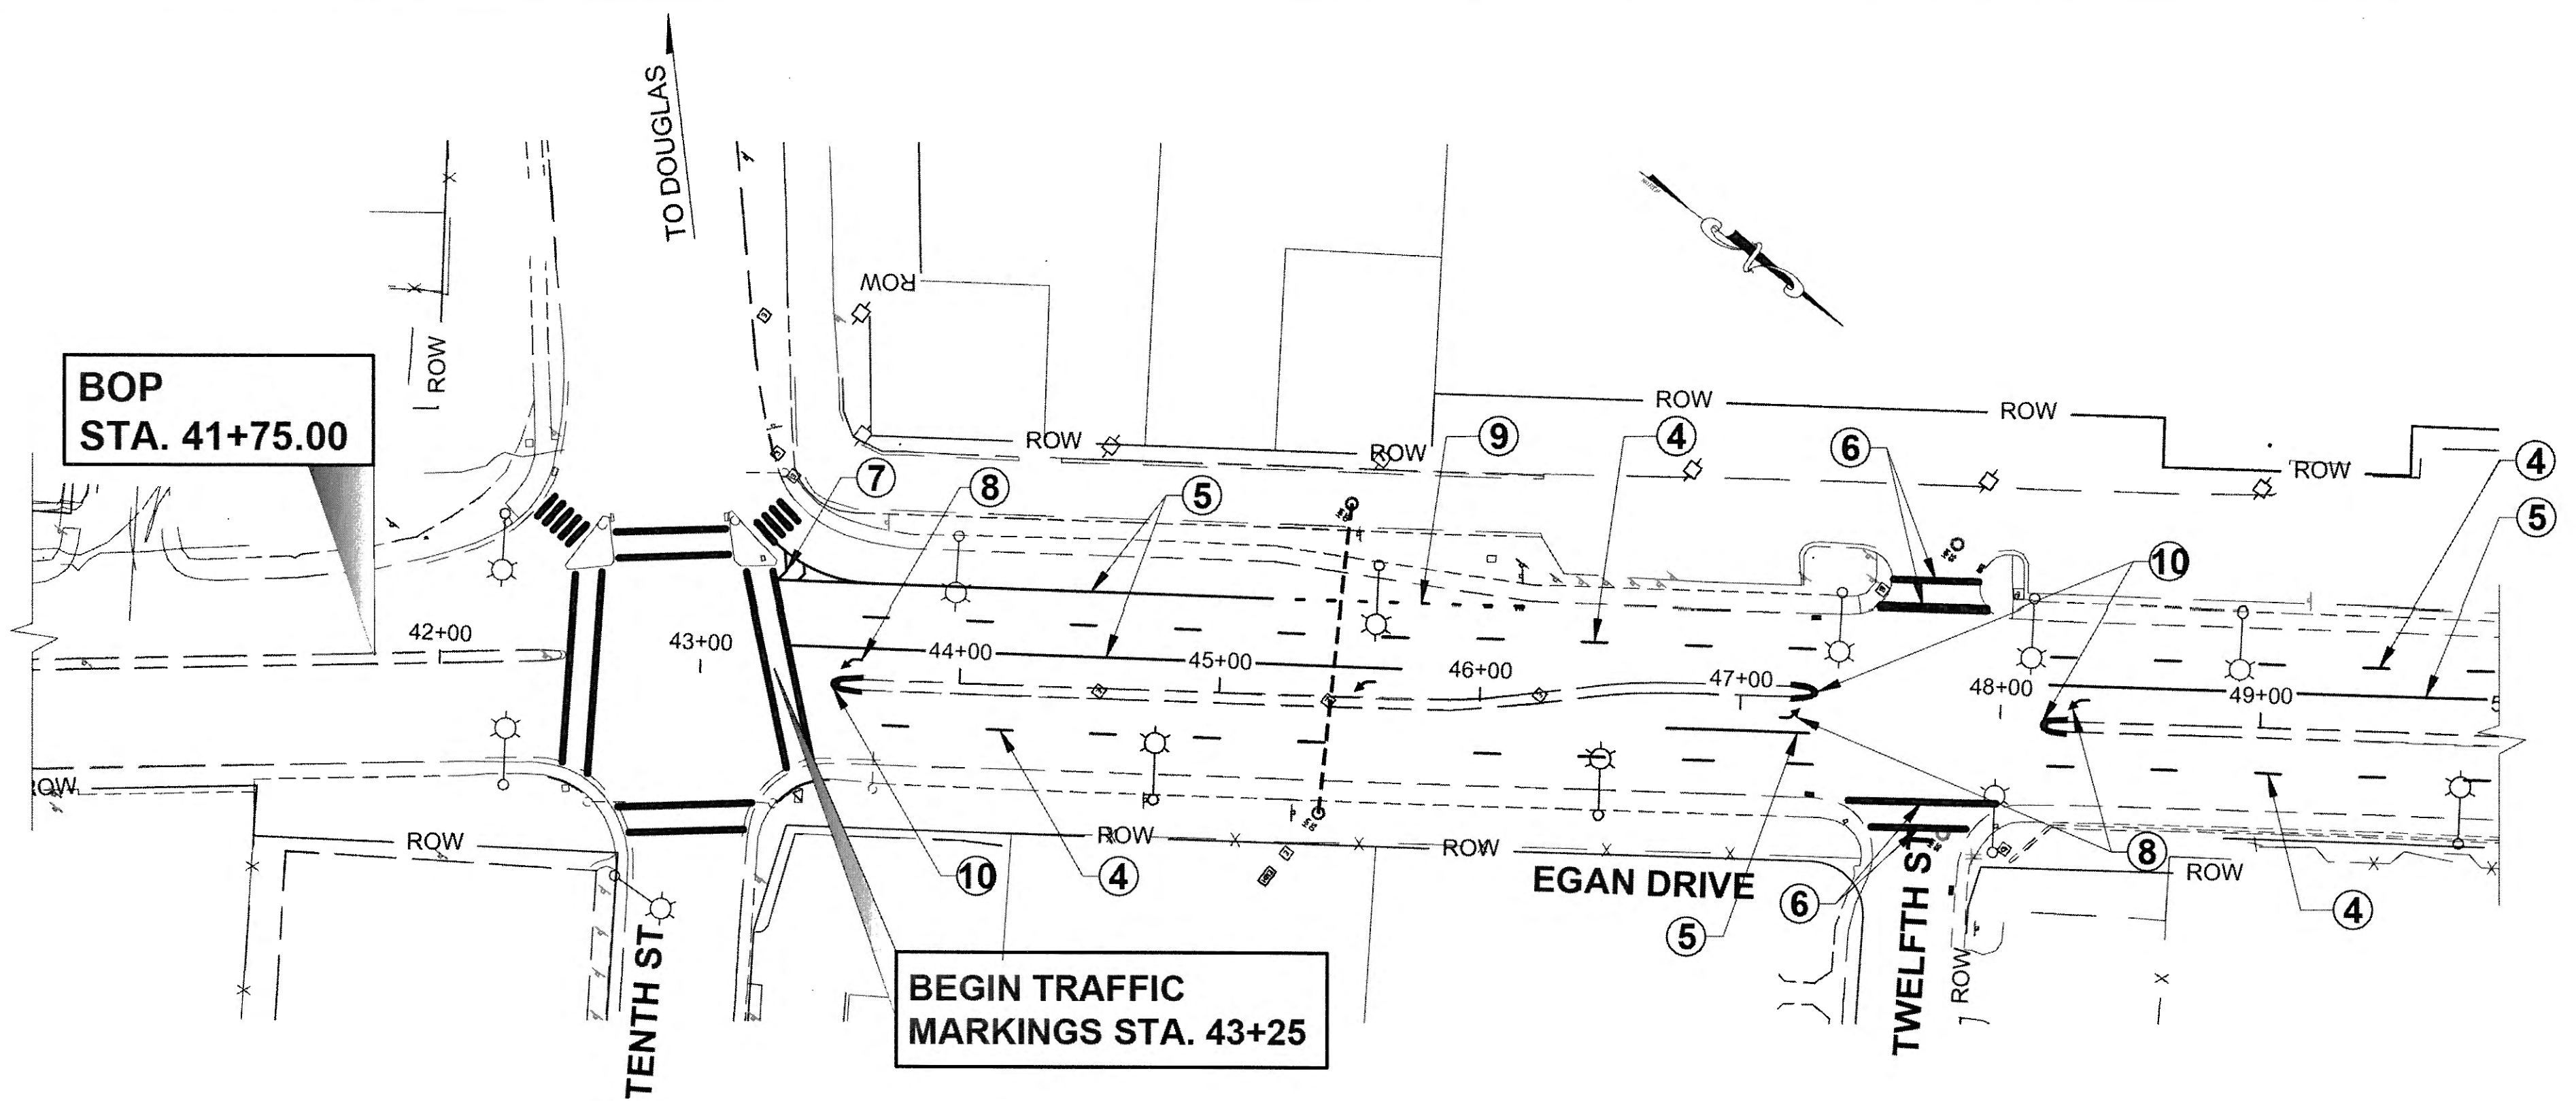 TO DOUGLAS
ROW
ROW
ROW
ROW
ROW
ROW
BOP
STA. 41+75.00
ROW
ROW
9
4
6
4
7
8
5
5
10
42+00
43+00
44+00
45+00
46+00
47+00
48+00
49+00
5
ROW
ROW
ROW
ROW
ROW
10
4
EGAN DRIVE
5
6
8
4
TENTH ST.
TWELFTH ST.
ROW
BEGIN TRAFFIC
MARKINGS STA. 43+25